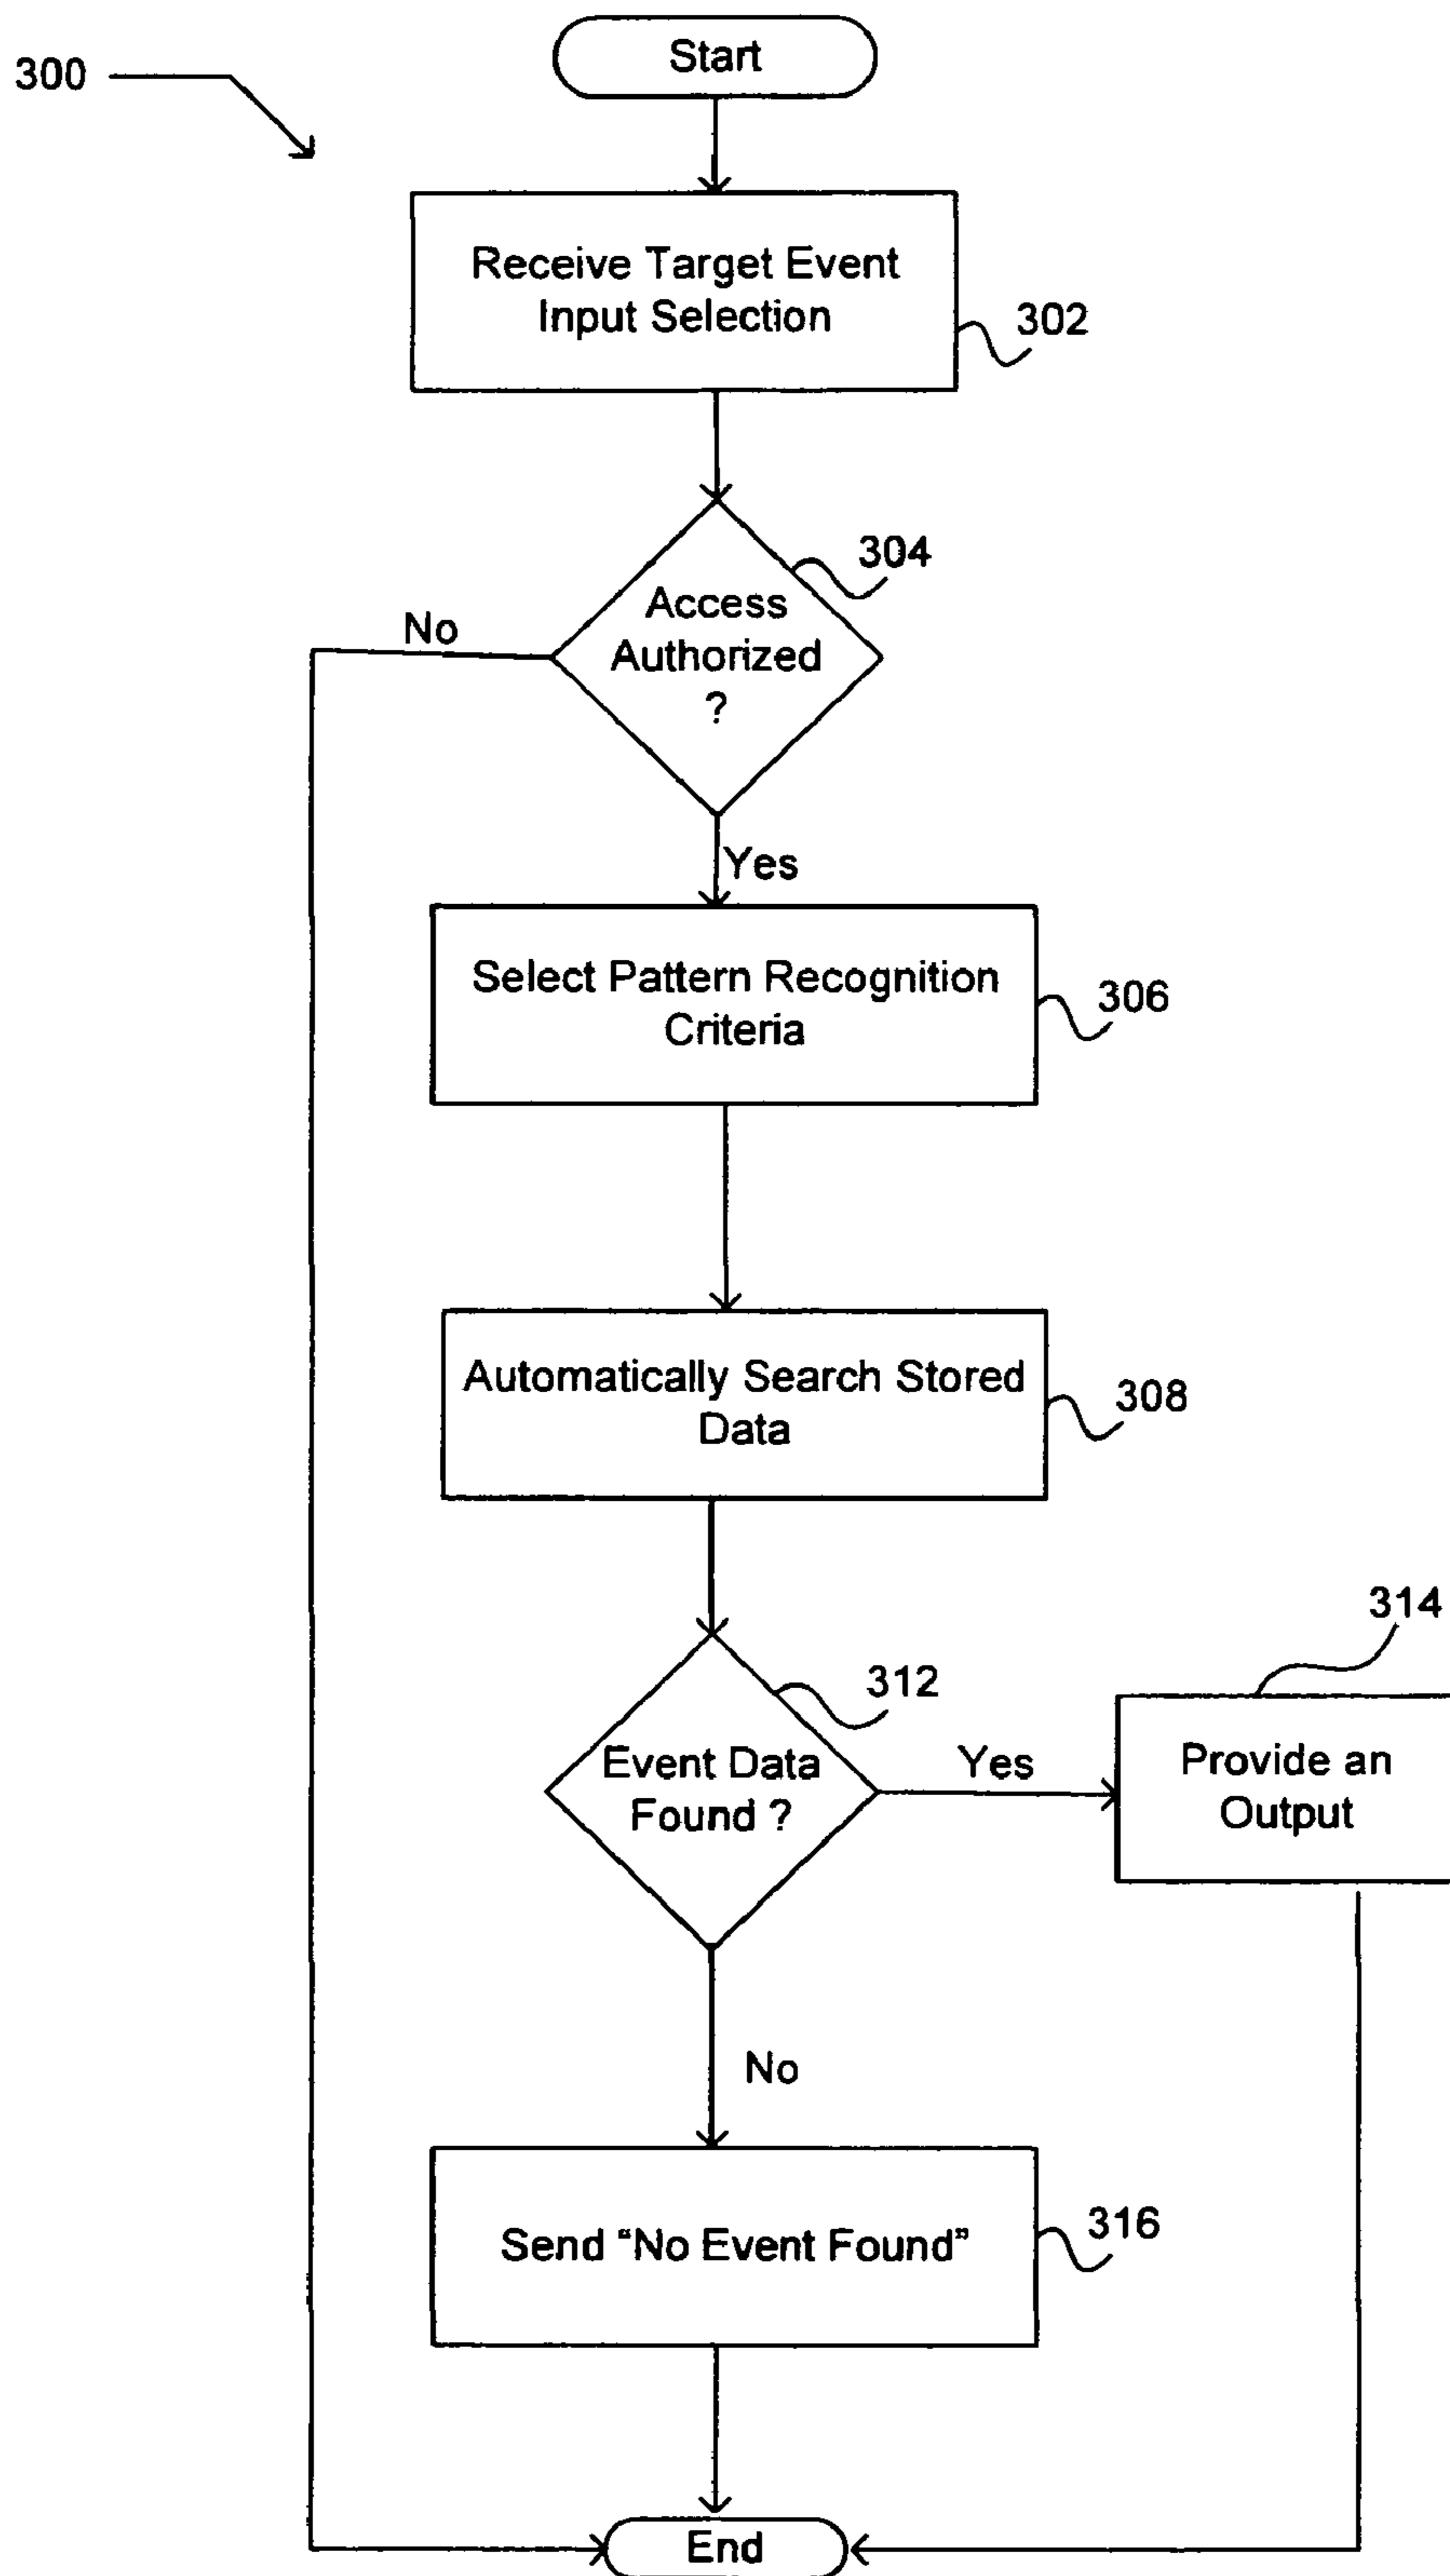 Start
300
Receive Target Event
Input Selection
302
304
Access
Authorized
?
No
Yes
Select Pattern Recognition
Criteria
306
Automatically Search Stored
Data
308
312
314
Event Data
Found ?
Yes
Provide an
Output
No
Send “No Event Found”
316
End